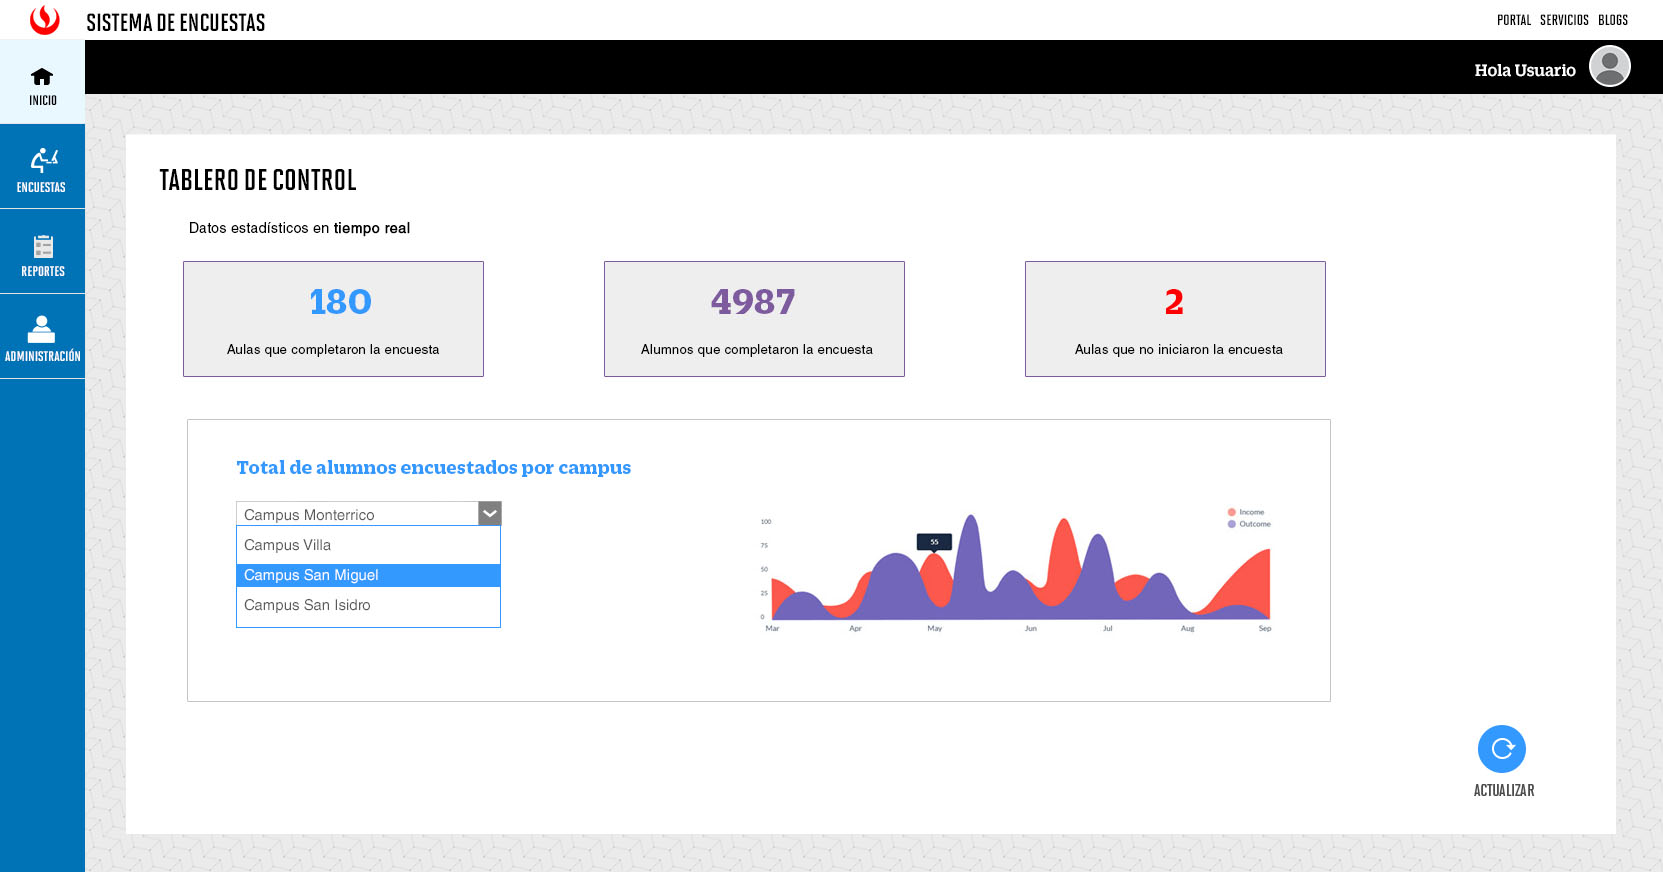 SISTEMA DE ENCUESTAS
PORTAL SERVICIOS BLOGS
Hola Usuario
INICIO
ENCUESTAS
REPORTES
ADMINISTRACIÓN
TABLERO DE CONTROL
Datos estadísticos en tiempo real
180
Aulas que completaron la encuesta
4987
Alumnos que completaron la encuesta
2
Aulas que no iniciaron la encuesta
Total de alumnos encuestados por campus
Campus Monterrico
Campus Villa
Campus San Miguel
Campus San Isidro
Income
Outcome
100
75
50
25
0
55
Mar Apr May Jun Jul Aug Sep
ACTUALIZAR